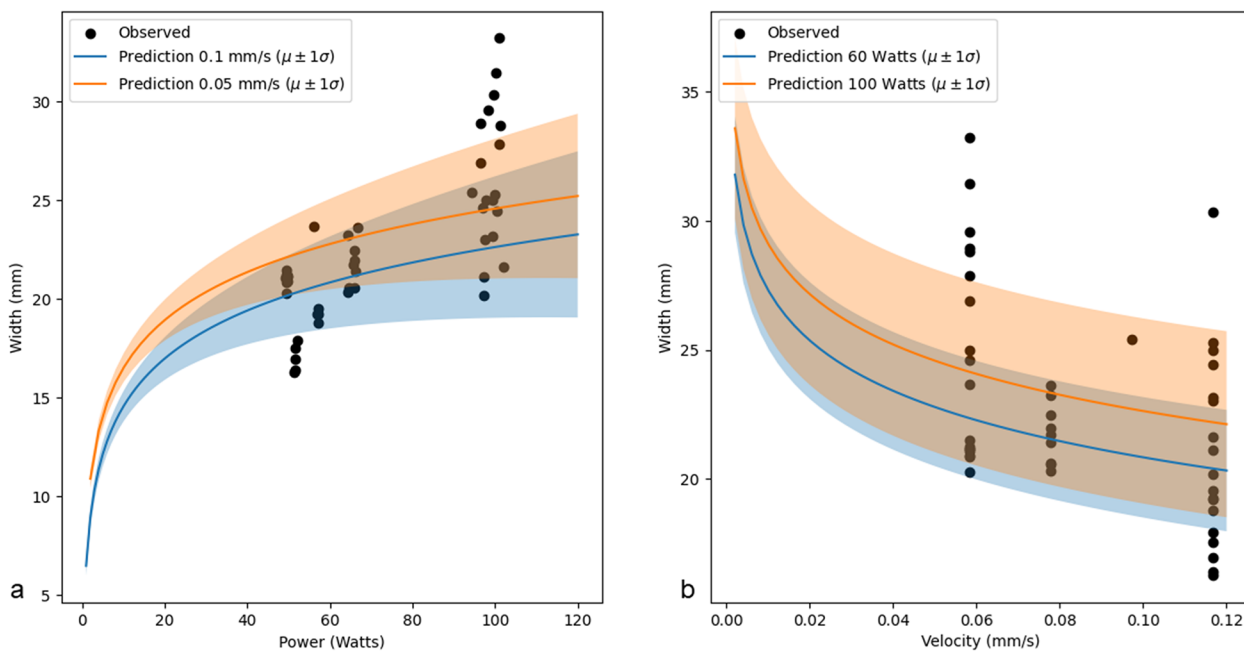 Observed
Prediction 0.1 mm/s (μ ± 1σ)
Prediction 0.05 mm/s (μ ± 1σ)
30
25
20
15
10
5
Width (mm)
0 20 40 60 80 100 120
Power (Watts)
a
Observed
Prediction 60 Watts (μ ± 1σ)
Prediction 100 Watts (μ ± 1σ)
35
30
25
20
Width (mm)
0.00 0.02 0.04 0.06 0.08 0.10 0.12
Velocity (mm/s)
b